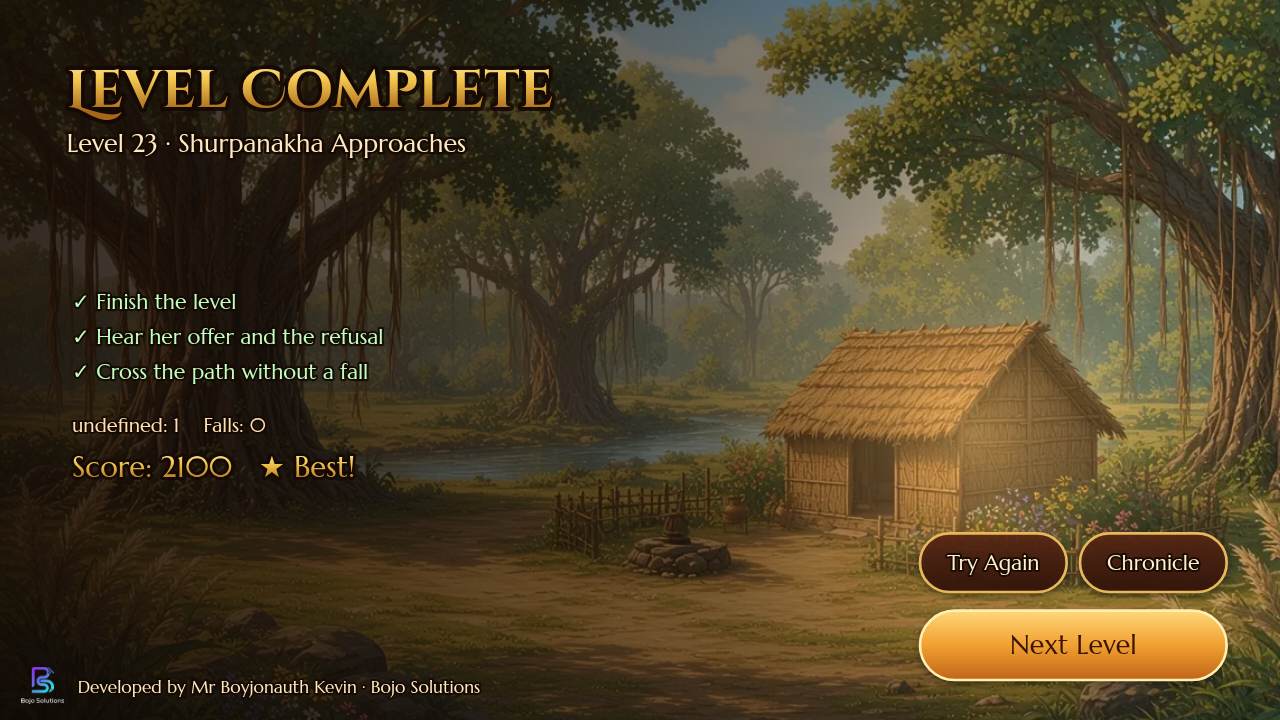 Level Complete
Level 23 · Shurpanakha Approaches
✓ Finish the level
✓ Hear her offer and the refusal
✓ Cross the path without a fall
undefined: 1 Falls: 0
Score: 2100 ★ Best!
Try Again
Chronicle
Next Level
Bojo Solutions
Developed by Mr Boyjonauth Kevin · Bojo Solutions